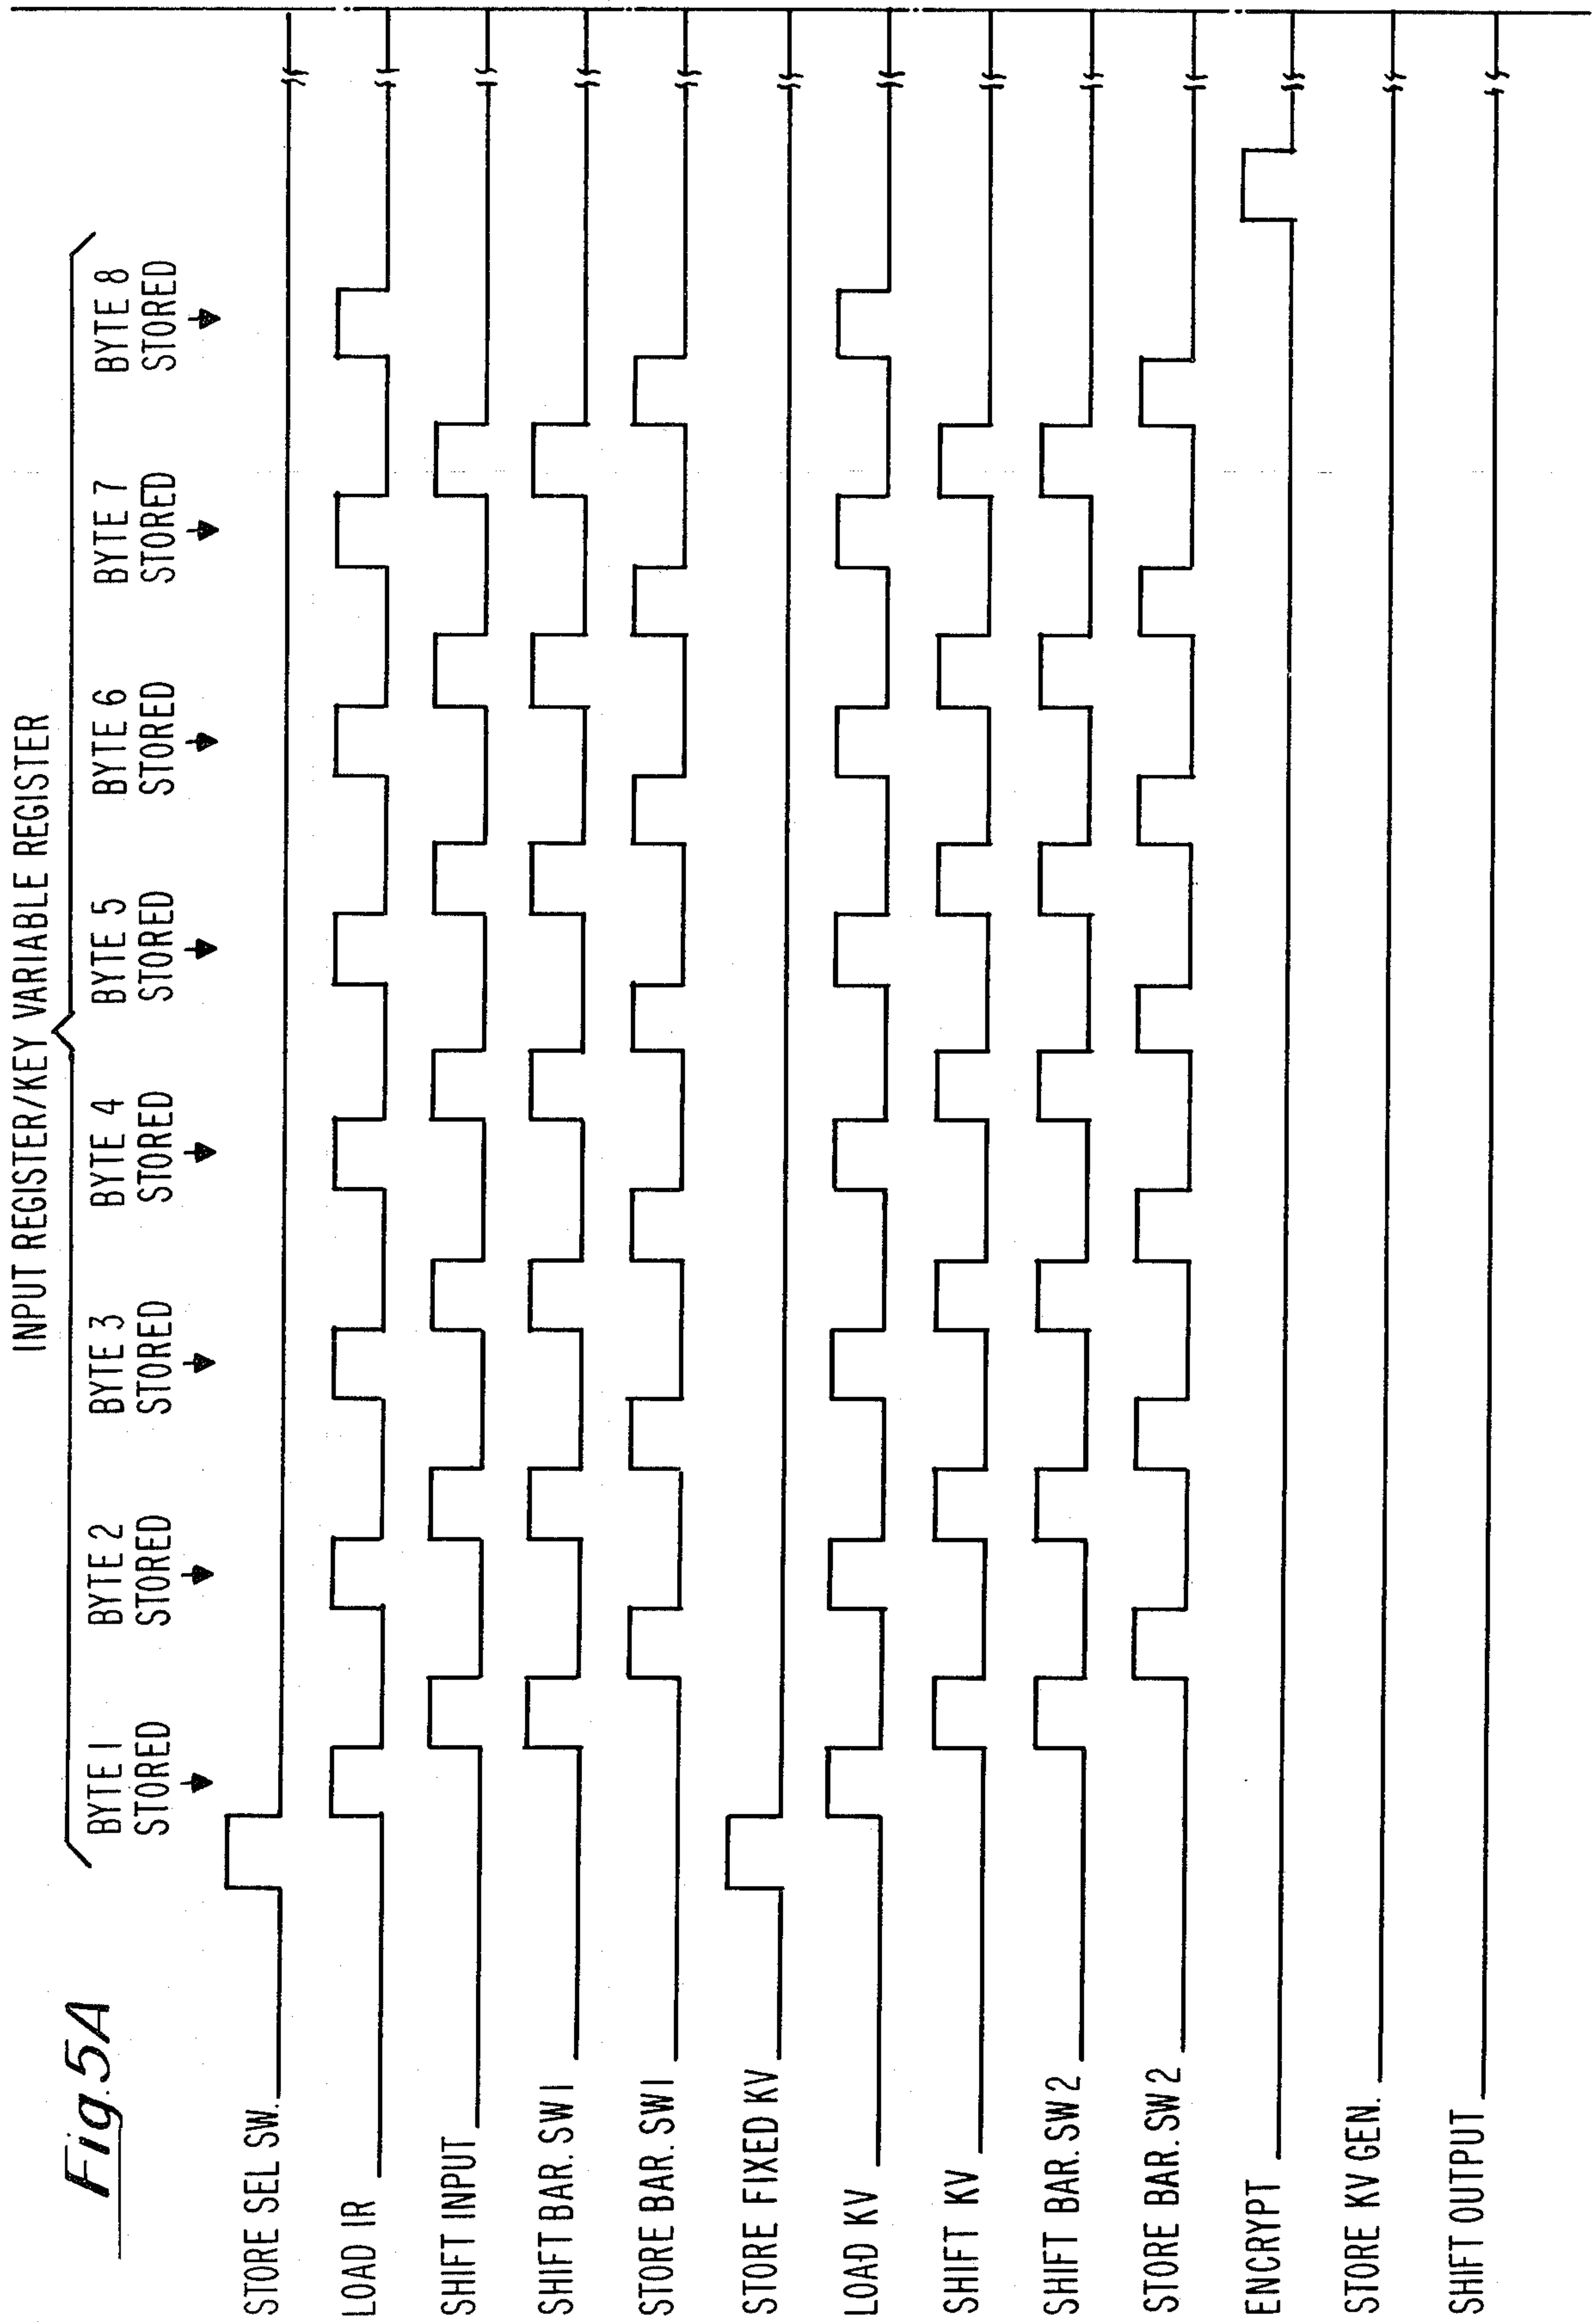 Fig.5A
INPUT REGISTER/KEY VARIABLE REGISTER
BYTE 1
STORED
BYTE 2
STORED
BYTE 3
STORED
BYTE 4
STORED
BYTE 5
STORED
BYTE 6
STORED
BYTE 7
STORED
BYTE 8
STORED
STORE SEL SW.
LOAD IR
SHIFT INPUT
SHIFT BAR. SW1
STORE BAR. SW1
STORE FIXED KV
LOAD KV
SHIFT KV
SHIFT BAR. SW 2
STORE BAR. SW 2
ENCRYPT
STORE KV GEN.
SHIFT OUTPUT